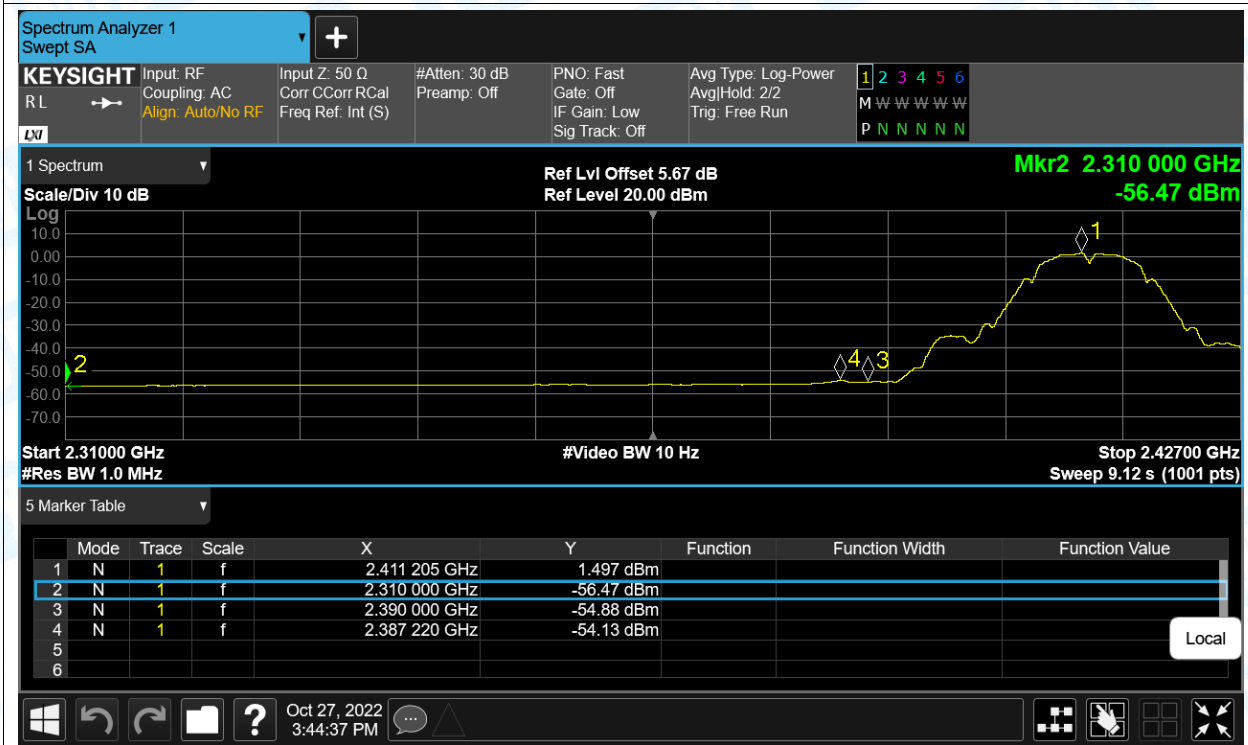 Spectrum Analyzer 1
Swept SA
▼
+
KEYSIGHT Input: RF Input Z: 50 Ω #Atten: 30 dB PNO: Fast Avg Type: Log-Power 1 2 3 4 5 6
RL Coupling: AC Corr CCorr RCal Preamp: Off Gate: Off Avg|Hold: 2/2 M W W W W W
Align: Auto/No RF Freq Ref: Int (S) IF Gain: Low Trig: Free Run
LXI Sig Track: Off P N N N N N
1 Spectrum ▼ Ref Lvl Offset 5.67 dB Mkr2 2.310 000 GHz
Scale/Div 10 dB Ref Level 20.00 dBm -56.47 dBm
Log
10.0
0.00
-10.0
-20.0
-30.0
-40.0
-50.0
-60.0
-70.0
1
2
4 3
Start 2.31000 GHz #Video BW 10 Hz Stop 2.42700 GHz
#Res BW 1.0 MHz Sweep 9.12 s (1001 pts)
5 Marker Table ▼
Mode Trace Scale X Y Function Function Width Function Value
1 N 1 f 2.411 205 GHz 1.497 dBm
2 N 1 f 2.310 000 GHz -56.47 dBm
3 N 1 f 2.390 000 GHz -54.88 dBm
4 N 1 f 2.387 220 GHz -54.13 dBm
5
6
Local
? Oct 27, 2022
3:44:37 PM